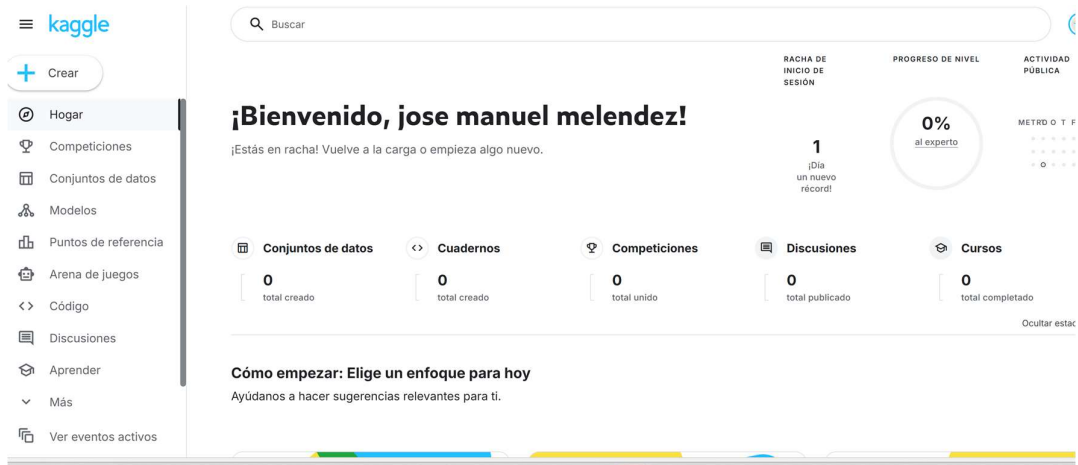 kaggle
Buscar
Crear
Hogar
Competiciones
Conjuntos de datos
Modelos
Puntos de referencia
Arena de juegos
Código
Discusiones
Aprender
Más
Ver eventos activos
RACHA DE
INICIO DE
SESIÓN
PROGRESO DE NIVEL
ACTIVIDAD
PÚBLICA
¡Bienvenido, jose manuel melendez!
¡Estás en racha! Vuelve a la carga o empieza algo nuevo.
1
¡Día
un nuevo
récord!
0%
al experto
O T F
Conjuntos de datos
0
total creado
Cuadernos
0
total creado
Competiciones
0
total unido
Discusiones
0
total publicado
Cursos
0
total completado
Ocultar estad
Cómo empezar: Elige un enfoque para hoy
Ayúdanos a hacer sugerencias relevantes para ti.